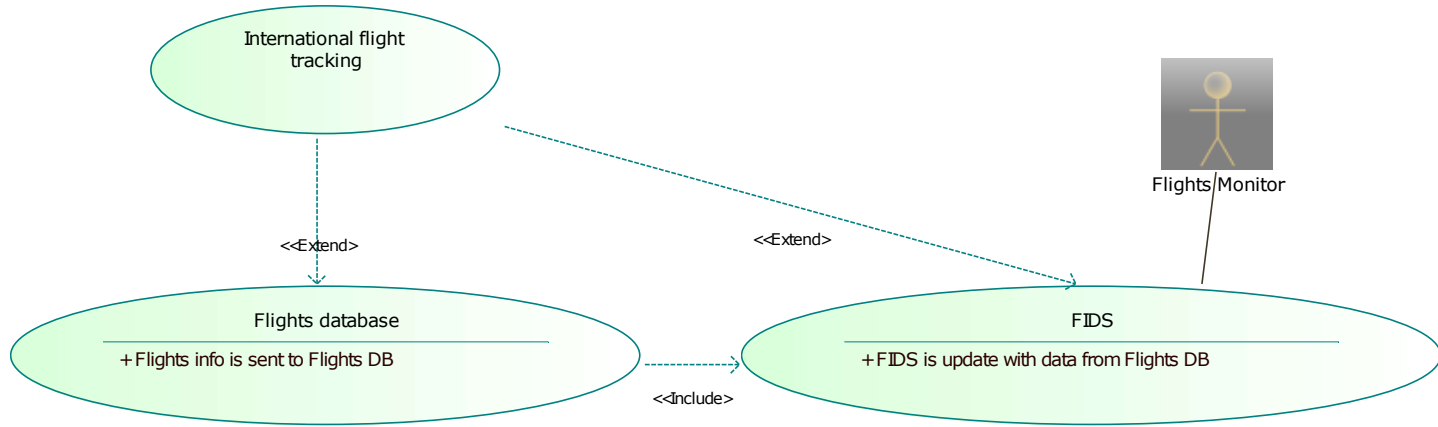 International flight
tracking
Flights Monitor
<<Extend>
<<Extend>
Flights database
+ Flights info is sent to Flights DB
FIDS
+ FIDS is update with data from Flights DB
<<Include>